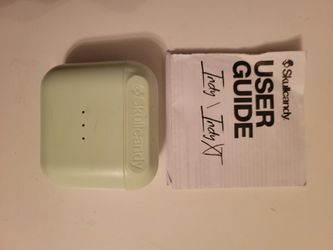 Skullcandy
Skullcandy
USER
GUIDE
Indy \ Indy XT